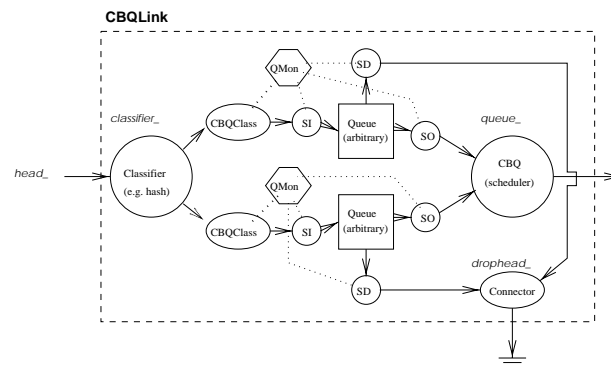 CBQLink
QMon
SD
classifier_
CBQClass
SI
Queue
(arbitrary)
SO
queue_
head_
Classifier
(e.g. hash)
CBQ
(scheduler)
QMon
CBQClass
SI
Queue
(arbitrary)
SO
drophead_
SD
Connector